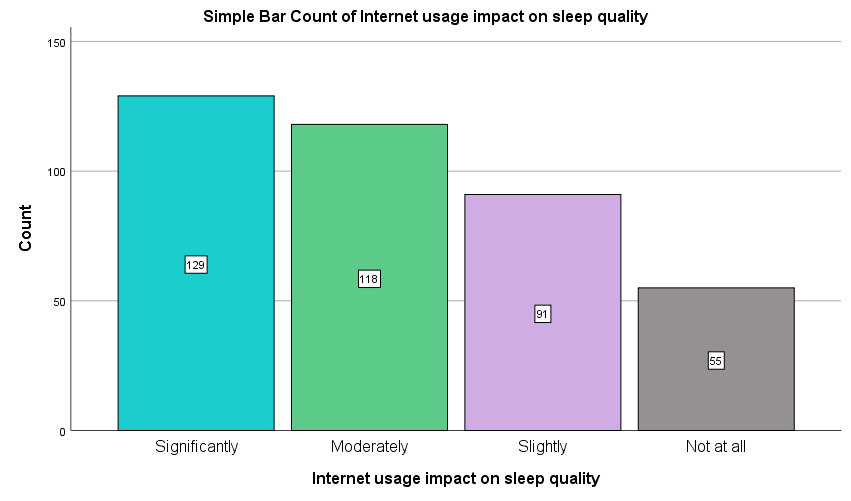 Simple Bar Count of Internet usage impact on sleep quality
150
100
50
0
Count
129
118
91
55
Significantly
Moderately
Slightly
Not at all
Internet usage impact on sleep quality